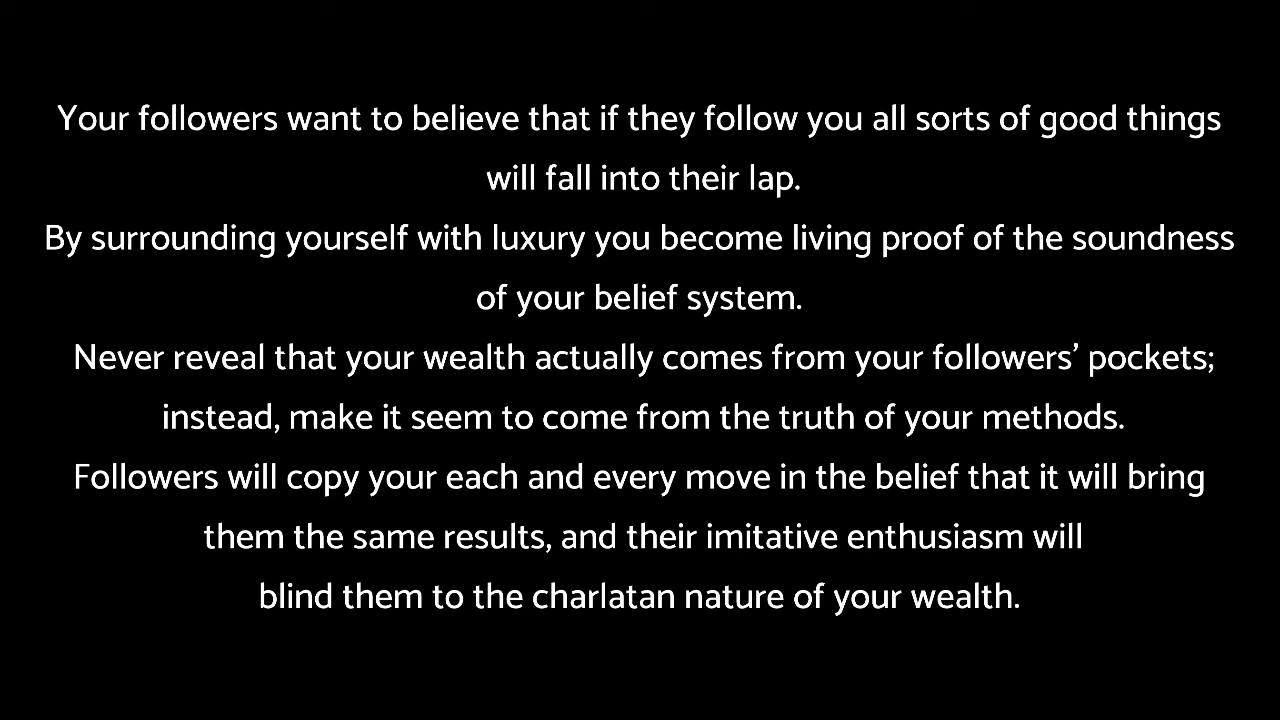 Your followers want to believe that if they follow you all sorts of good things
will fall into their lap.
By surrounding yourself with luxury you become living proof of the soundness
of your belief system.
Never reveal that your wealth actually comes from your followers’ pockets;
instead, make it seem to come from the truth of your methods.
Followers will copy your each and every move in the belief that it will bring
them the same results, and their imitative enthusiasm will
blind them to the charlatan nature of your wealth.